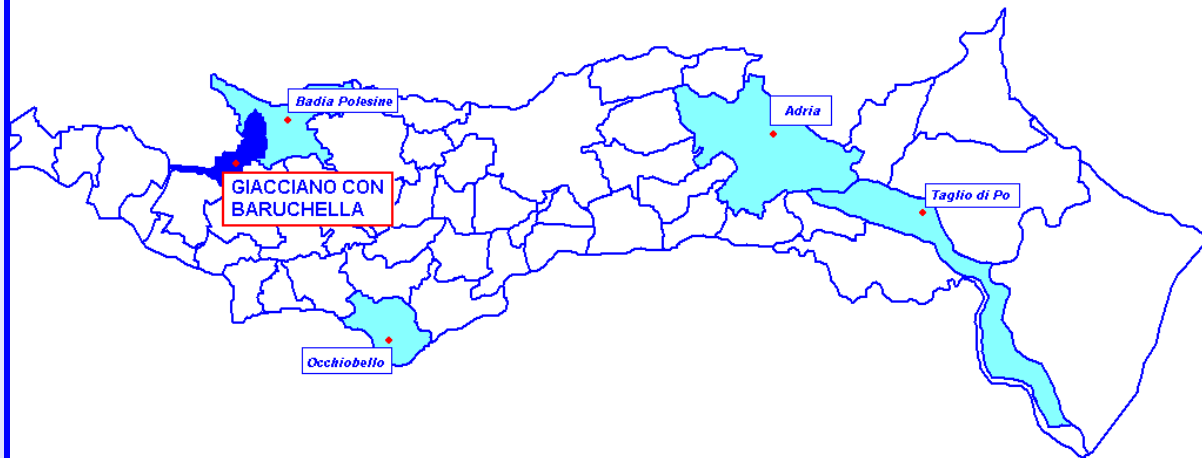 Badia Polesine
Adria
GIACCIANO CON
BARUCHELLA
Taglio di Po
Occhiobello